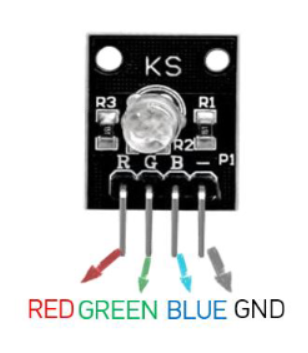 KS
R3 R1
R2
R G B - P1
RED GREEN BLUE GND